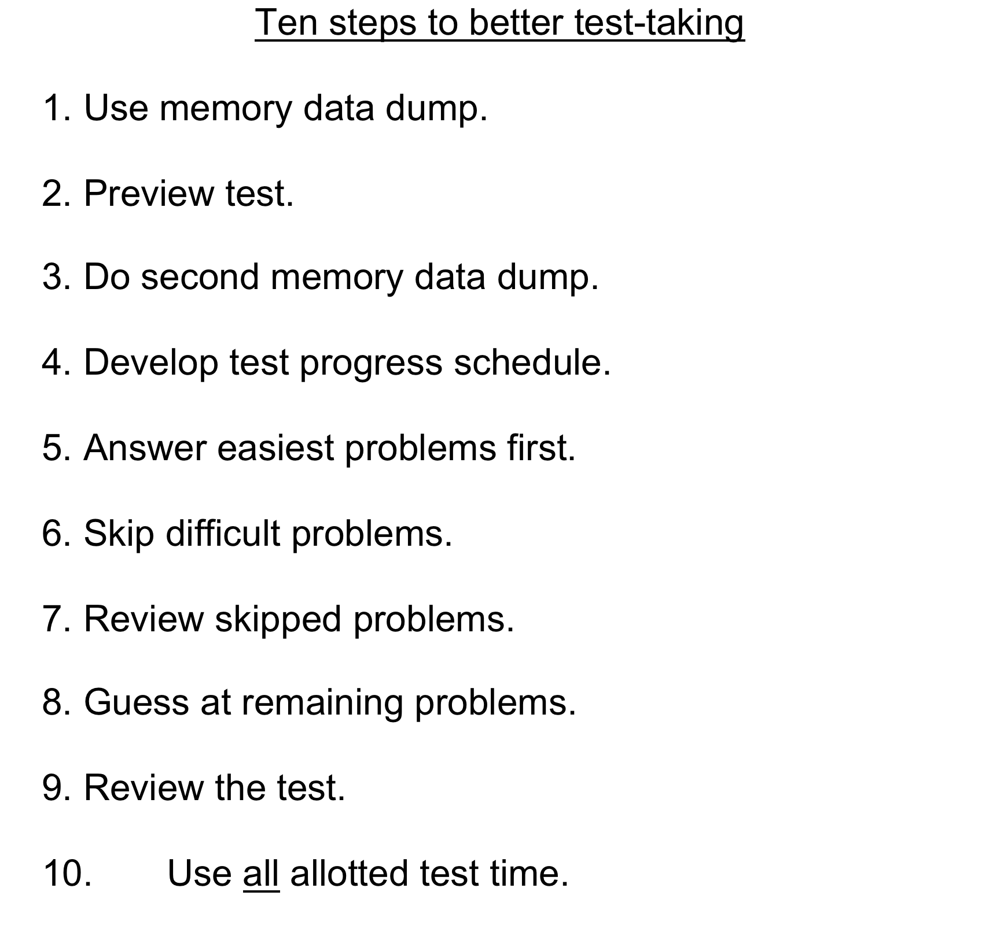 Ten steps to better test-taking
1. Use memory data dump.
2. Preview test.
3. Do second memory data dump.
4. Develop test progress schedule.
5. Answer easiest problems first.
6. Skip difficult problems.
7. Review skipped problems.
8. Guess at remaining problems.
9. Review the test.
10. Use all allotted test time.